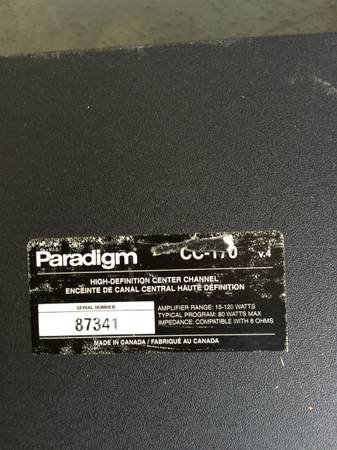 Paradigm® CC-170 v.4
HIGH-DEFINITION CENTER CHANNEL
ENCEINTE DE CANAL CENTRAL HAUTE DÉFINITION
SERIAL NUMBER
87341
AMPLIFIER RANGE: 15-120 WATTS
TYPICAL PROGRAM: 80 WATTS MAX
IMPEDANCE: COMPATIBLE WITH 8 OHMS
MADE IN CANADA / FABRIQUÉ AU CANADA